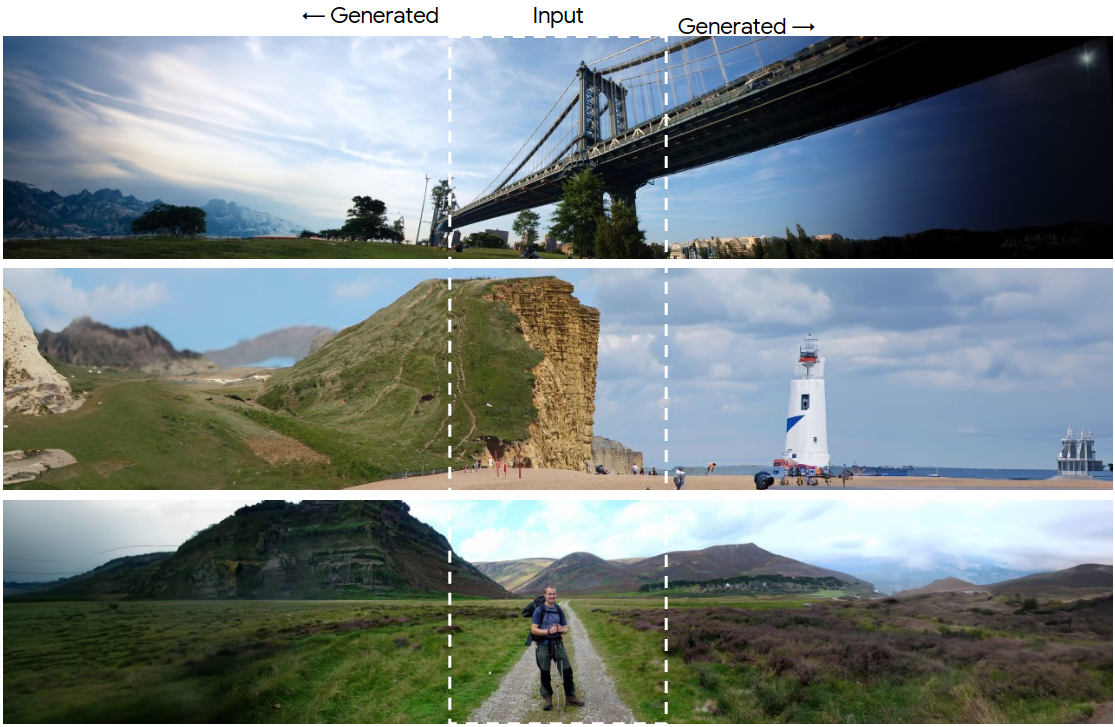 ← Generated
Input
Generated →